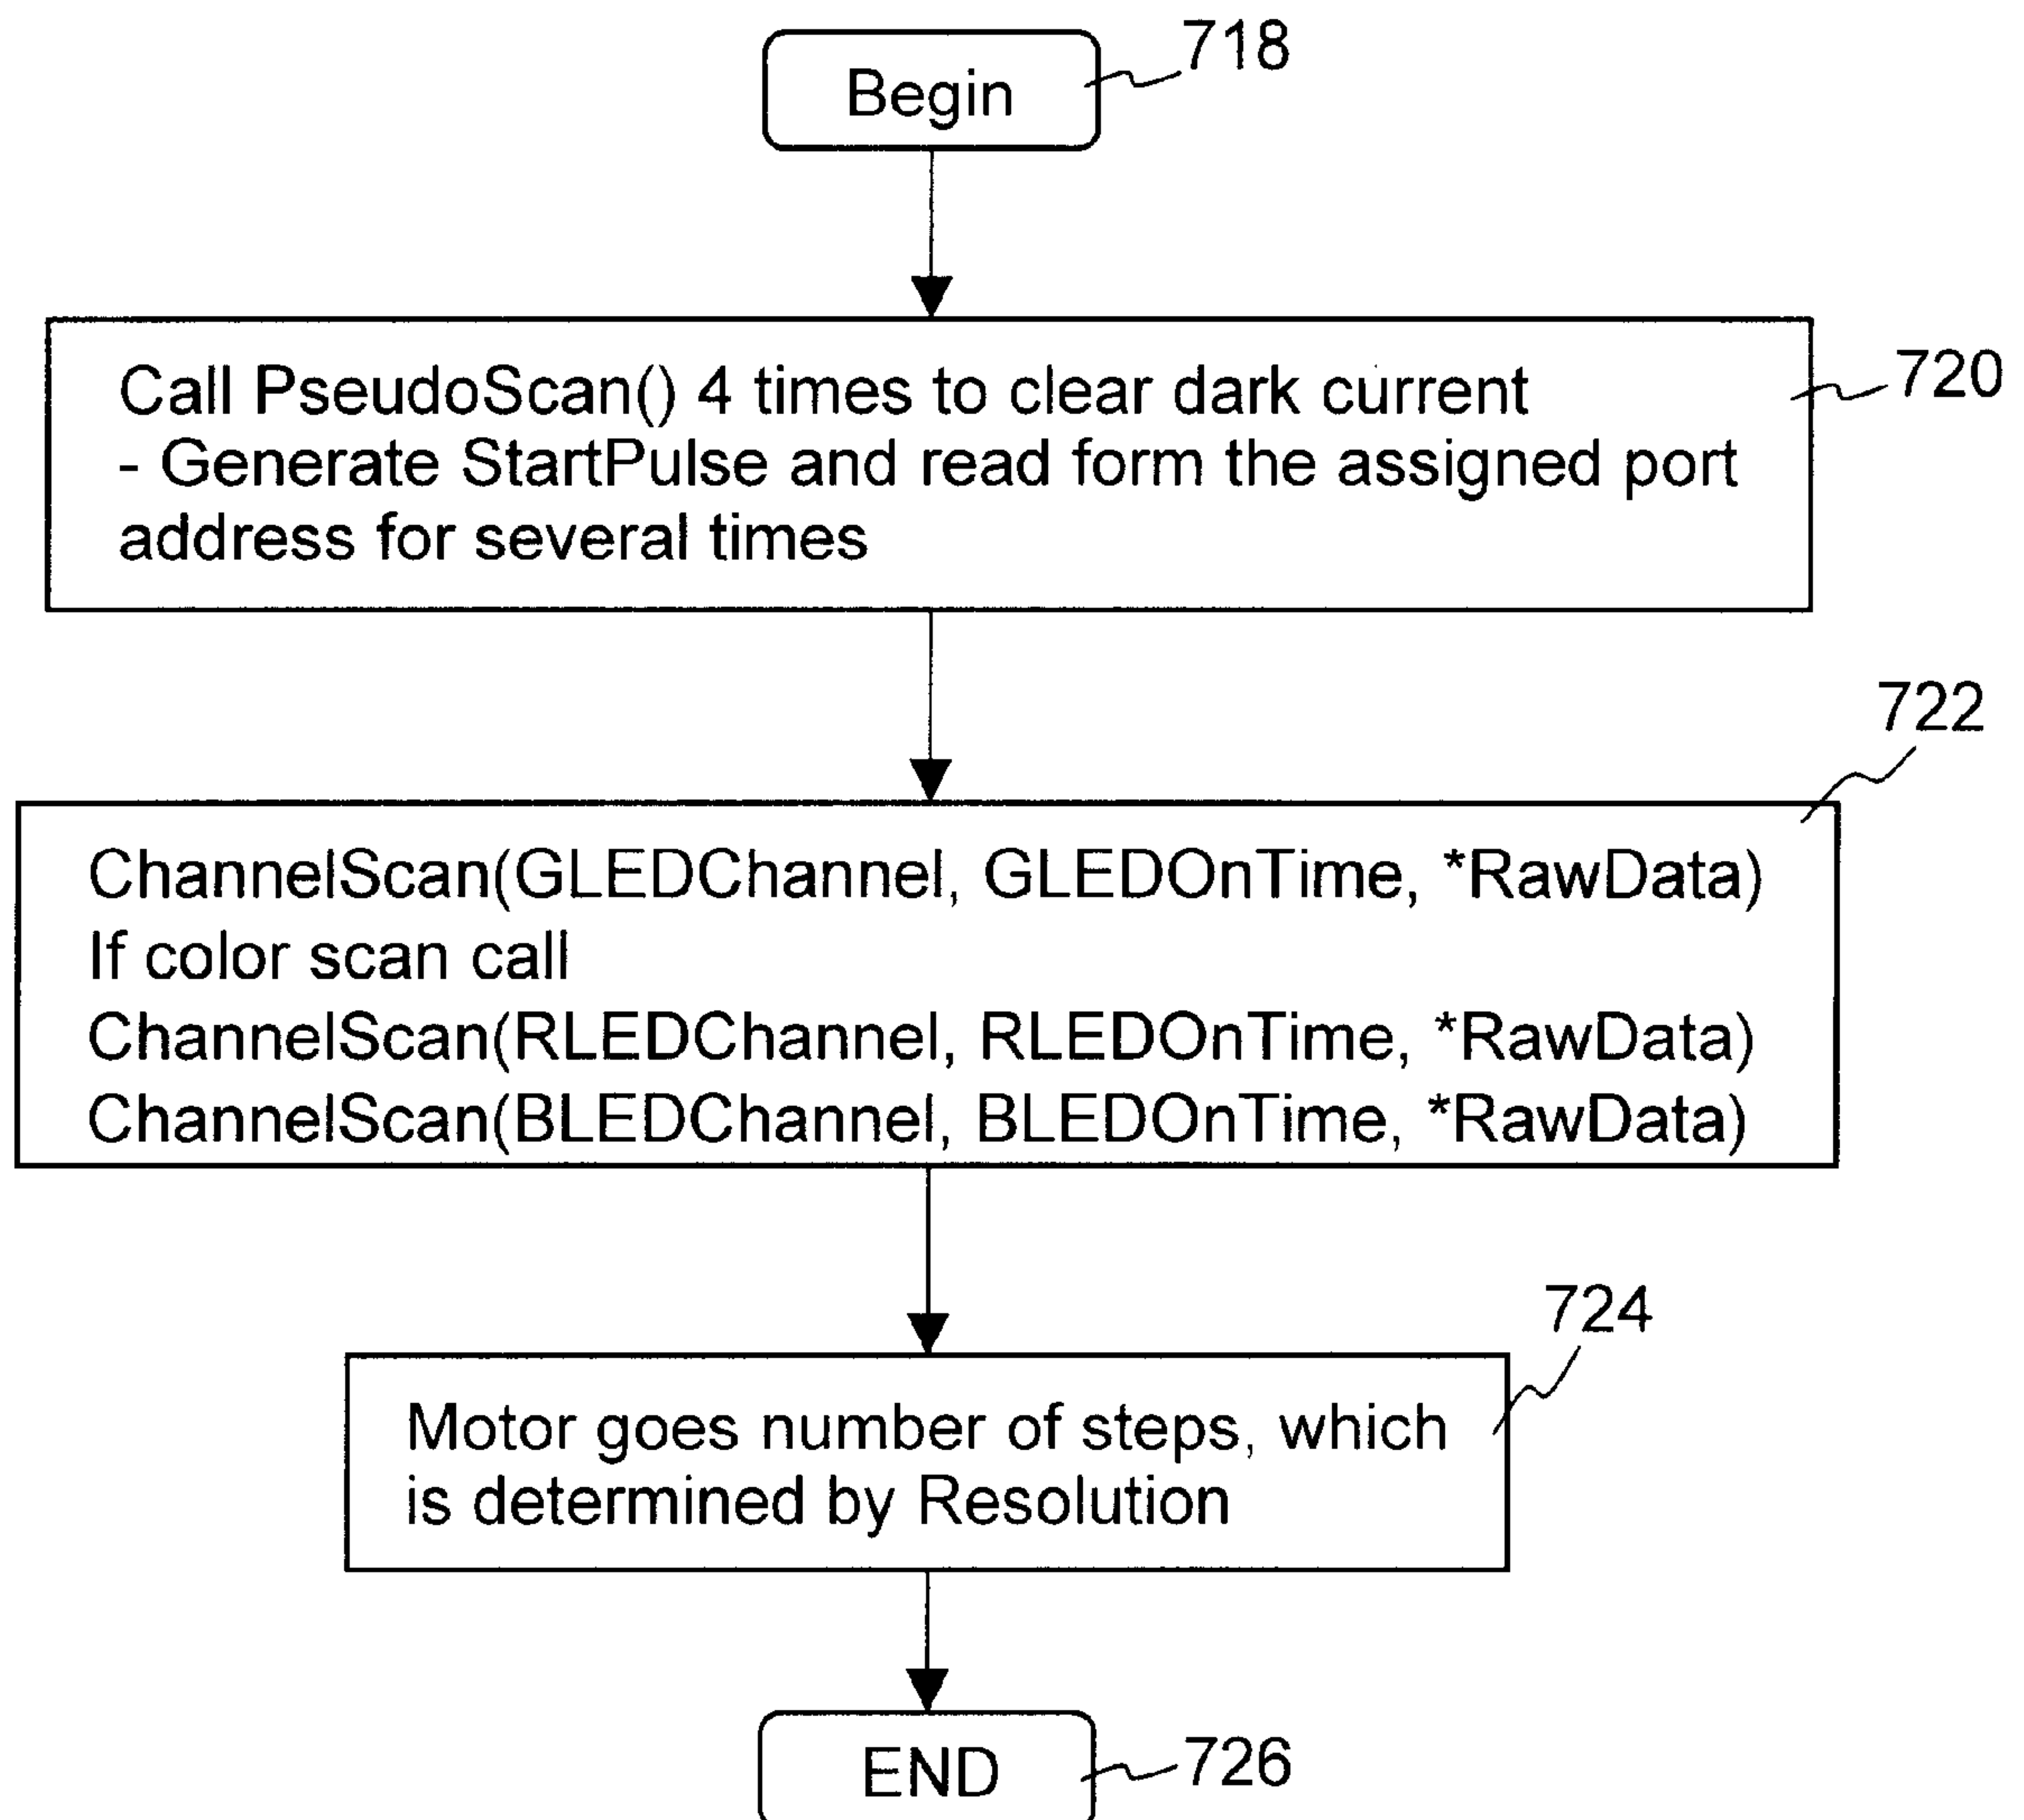 718
Begin
720
Call PseudoScan() 4 times to clear dark current
- Generate StartPulse and read form the assigned port
address for several times
722
ChannelScan(GLEDChannel, GLEDOnTime, *RawData)
If color scan call
ChannelScan(RLEDChannel, RLEDOnTime, *RawData)
ChannelScan(BLEDChannel, BLEDOnTime, *RawData)
724
Motor goes number of steps, which
is determined by Resolution
END
726